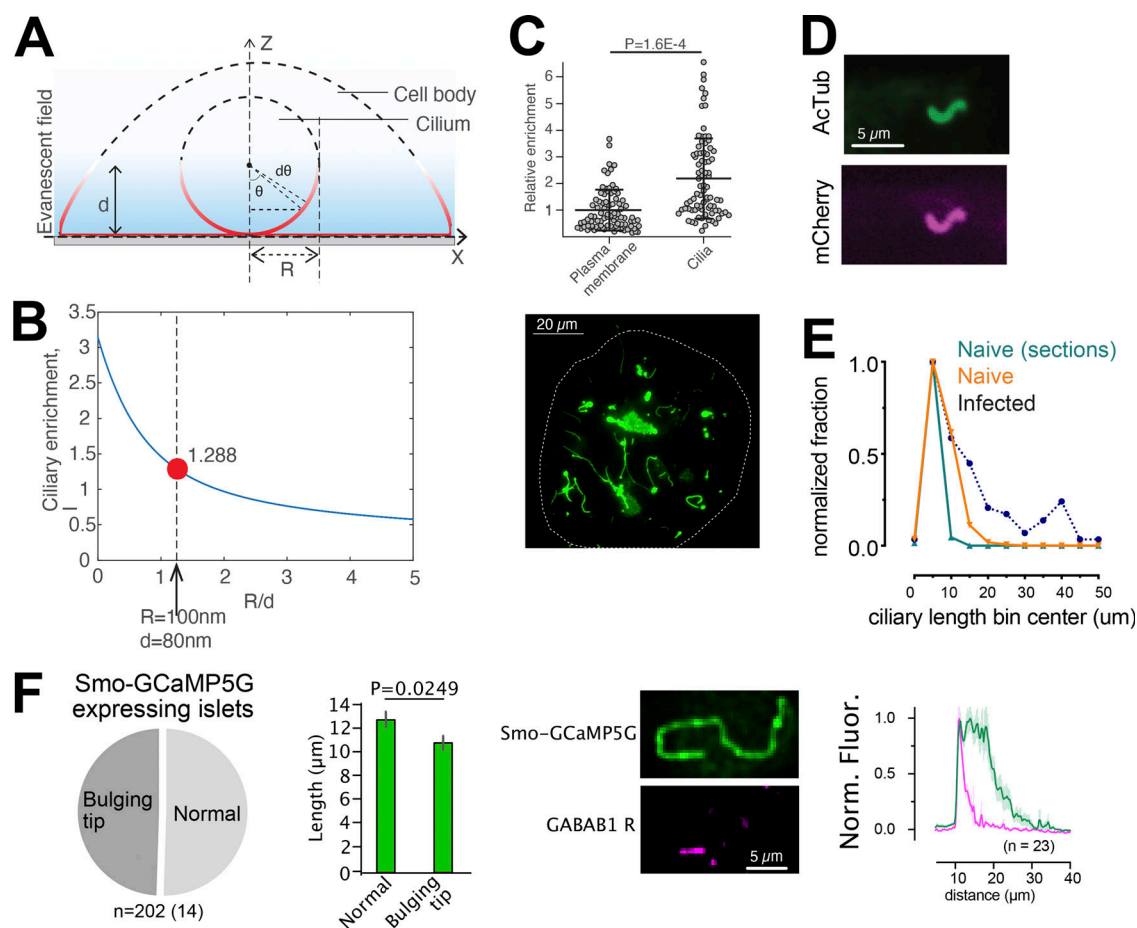 A
Z
Cell body
Cilium
Evanescent field
d
dθ
θ
R
X
B
Ciliary enrichment,
I
3.5
3
2.5
2
1.5
1
0.5
0
1.288
0 1 2 3 4 5
R/d
R=100nm
d=80nm
C
P=1.6E-4
Relative enrichment
6
5
4
3
2
1
Plasma
membrane
Cilia
20 µm
D
AcTub
5 µm
mCherry
E
Naive (sections)
Naive
Infected
normalized fraction
1.0
0.5
0.0
0 10 20 30 40 50
ciliary length bin center (um)
F
Smo-GCaMP5G
expressing islets
Bulging
tip
Normal
n=202 (14)
P=0.0249
Length (µm)
14
12
10
8
6
4
2
0
Normal
Bulging
tip
Smo-GCaMP5G
GABAB1 R
5 µm
Norm. Fluor.
1.0
0.5
0.0
(n = 23)
10 20 30 40
distance (µm)